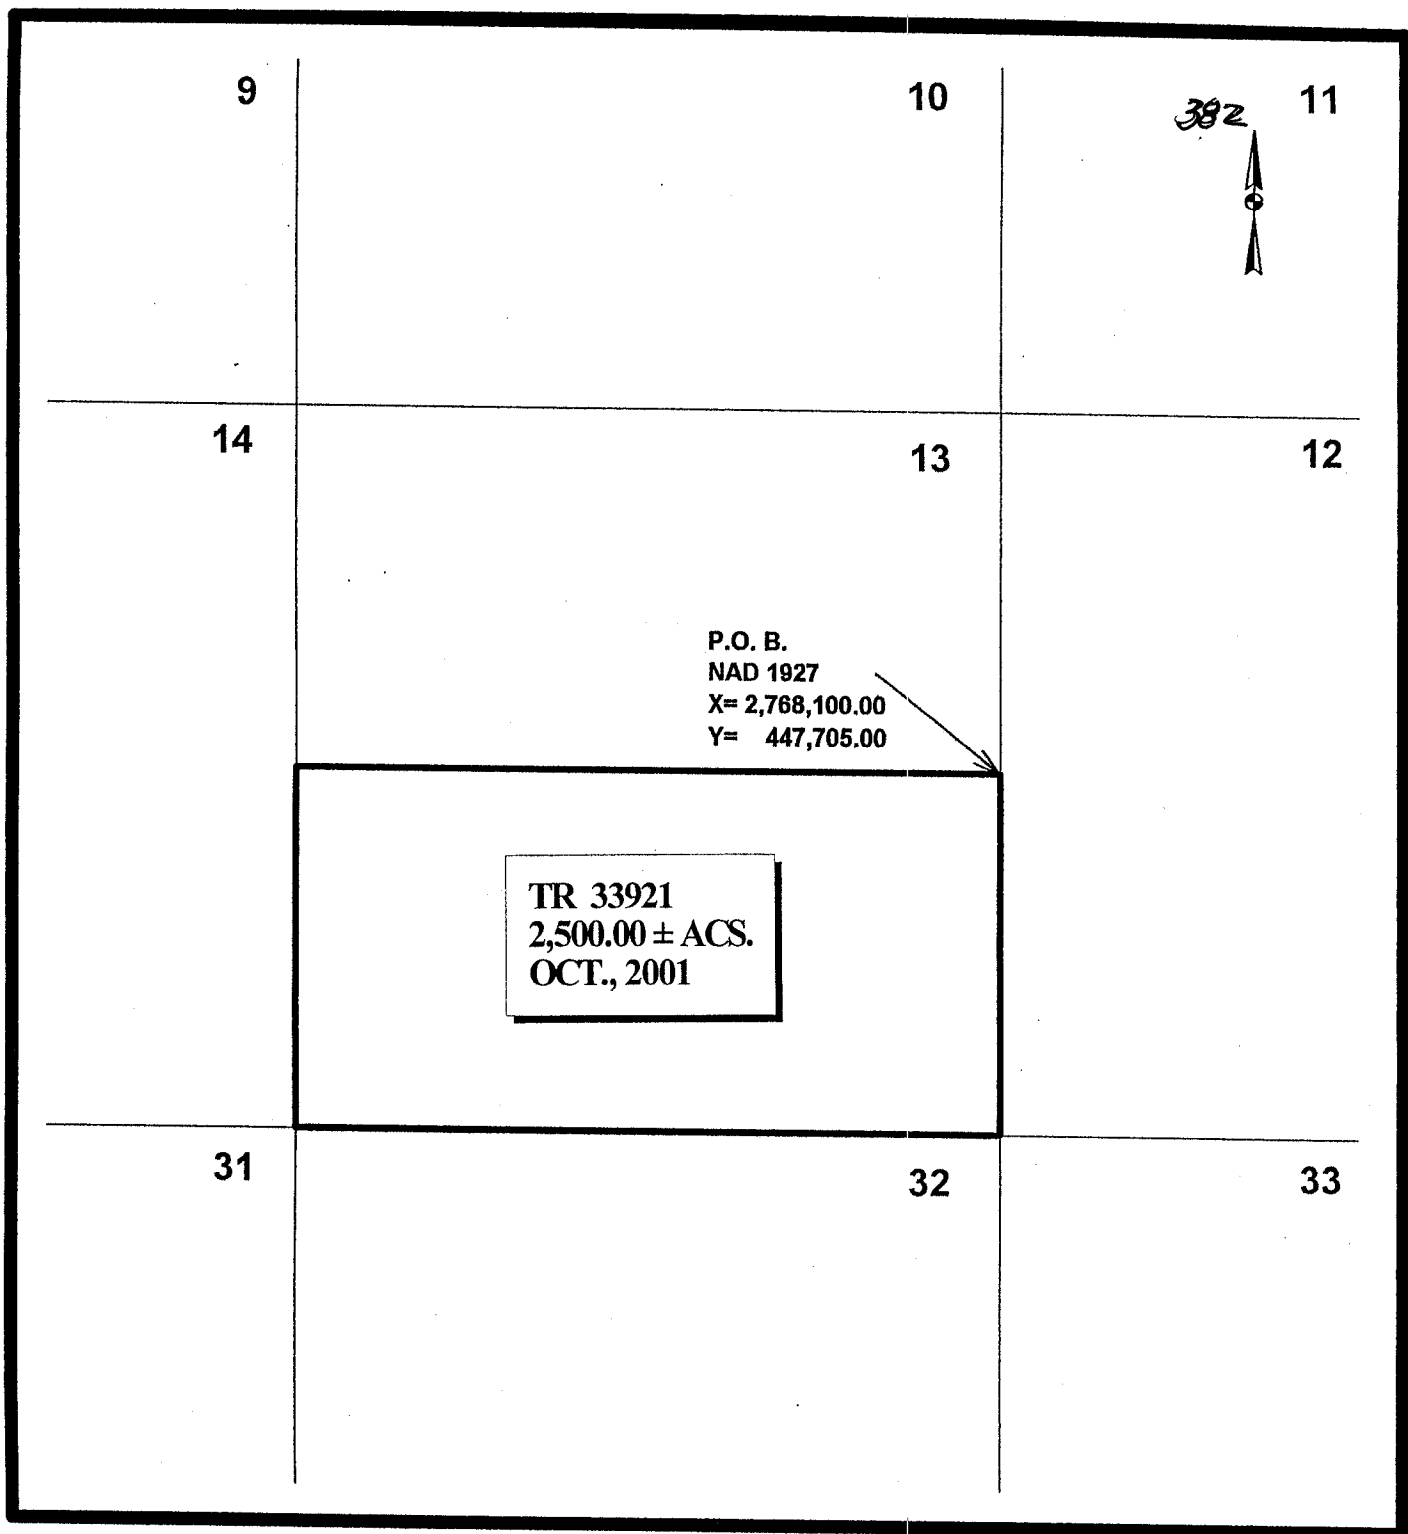 9
10
11
382
14
13
12
P.O. B.
NAD 1927
X= 2,768,100.00
Y= 447,705.00
TR 33921
2,500.00 ± ACS.
OCT., 2001
31
32
33